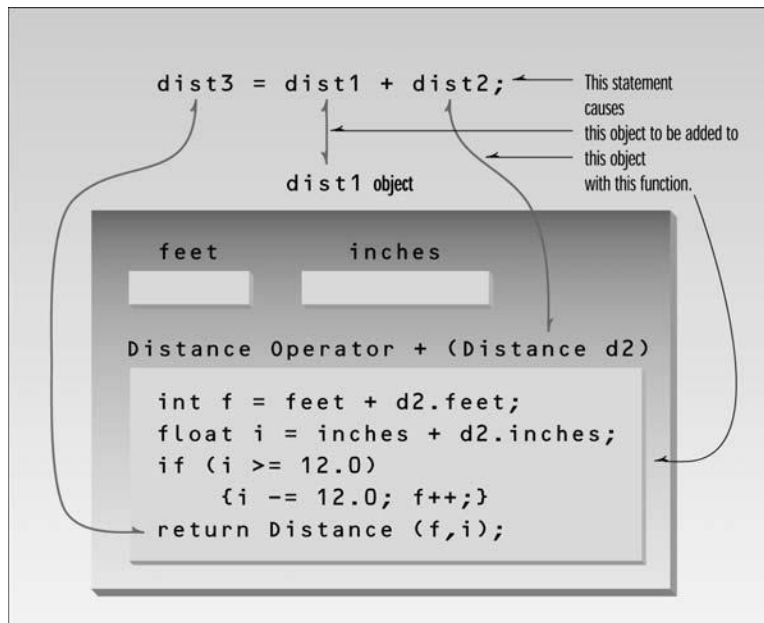 dist3 = dist1 + dist2;
This statement
causes
this object to be added to
this object
with this function.
dist1 object
feet inches
Distance Operator + (Distance d2)
int f = feet + d2.feet;
float i = inches + d2.inches;
if (i >= 12.0)
{i -= 12.0; f++;}
return Distance (f,i);